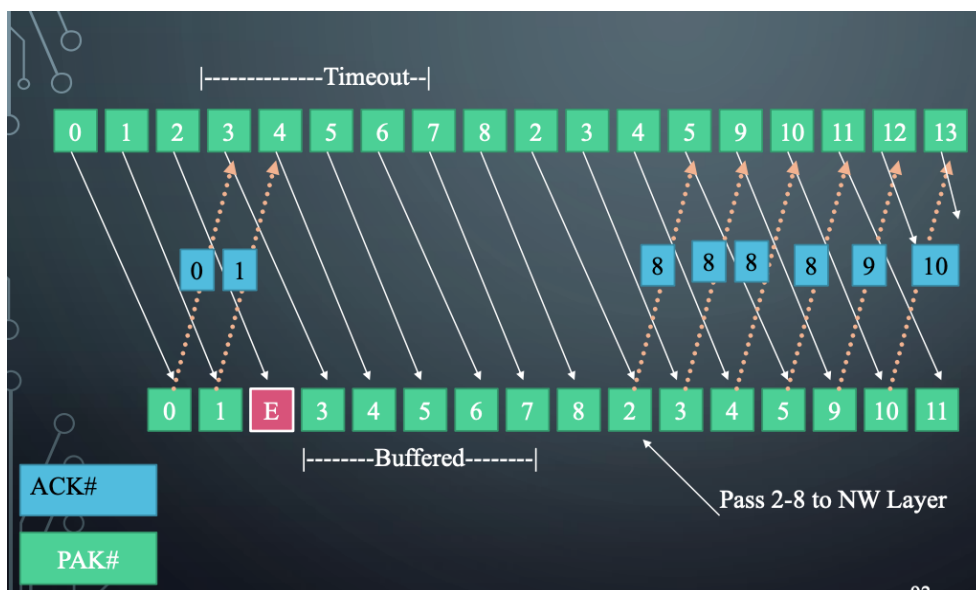 |--------------Timeout--|
0 1 2 3 4 5 6 7 8 2 3 4 5 9 10 11 12 13
0 1 8 8 8 8 9 10
0 1 E 3 4 5 6 7 8 2 3 4 5 9 10 11
|--------Buffered--------|
ACK#
Pass 2-8 to NW Layer
PAK#